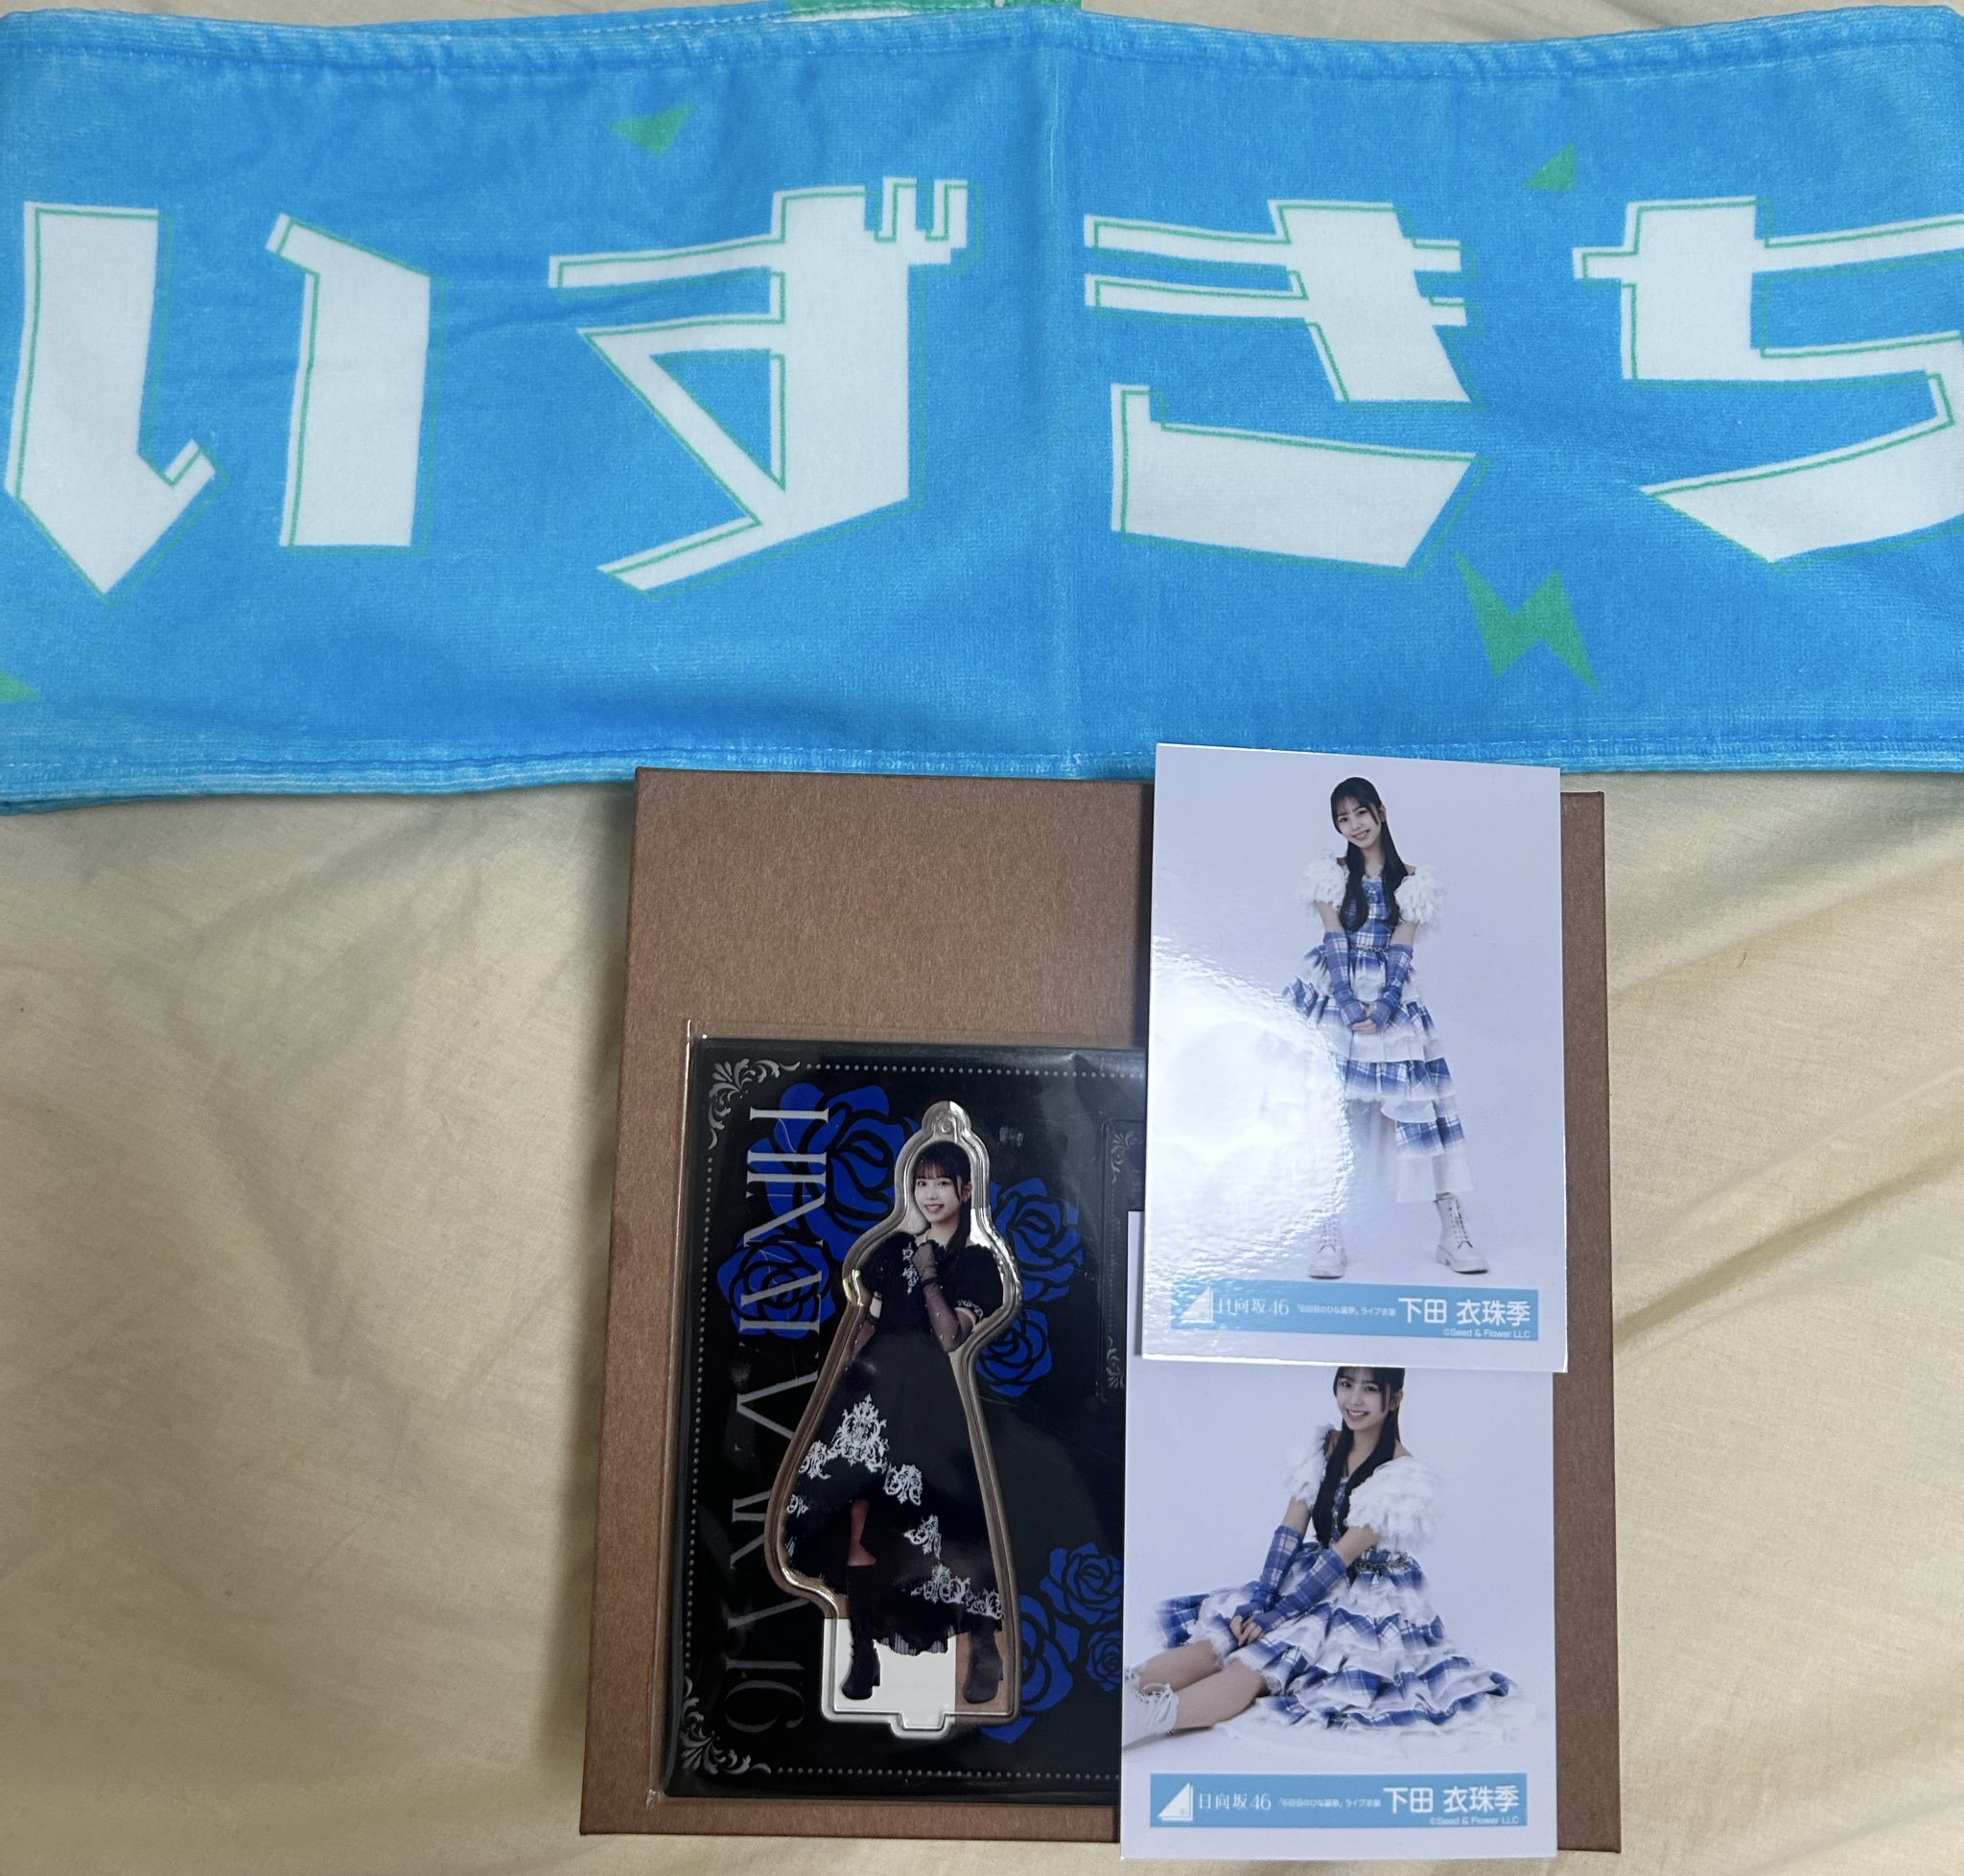 いずきち
HINATAZAKA46
日向坂46 「6回目のひな誕祭」ライブ衣装 下田 衣珠季
©Seed & Flower LLC
日向坂46 「6回目のひな誕祭」ライブ衣装 下田 衣珠季
©Seed & Flower LLC